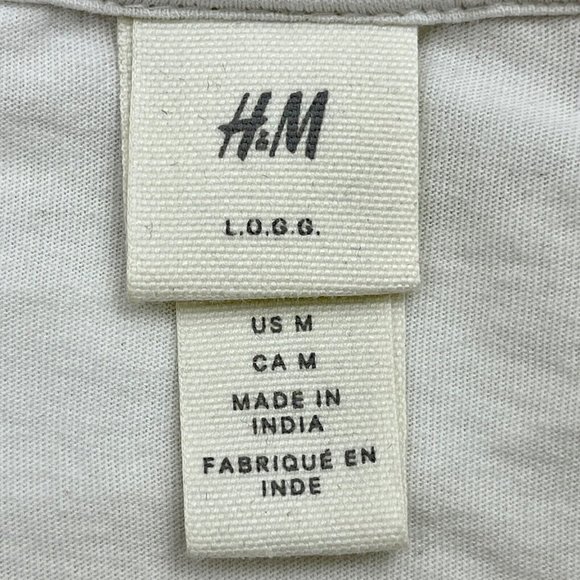 H&M
L.O.G.G.
US M
CA M
MADE IN
INDIA
FABRIQUÉ EN
INDE